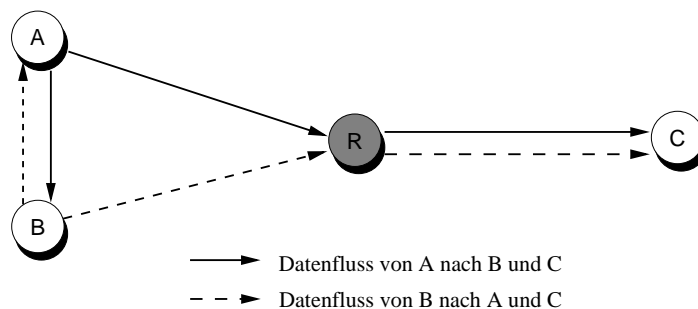 A
R
C
B
Datenfluss von A nach B und C
Datenfluss von B nach A und C